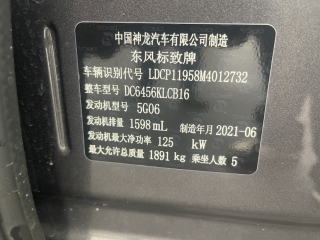 中国神龙汽车有限公司制造
东风标致牌
车辆识别代号 LDCP11958M4012732
整车型号 DC6456KLCB16
发动机型号 5G06
发动机排量 1598mL 制造年月 2021-06
发动机最大净功率 125 kW
最大允许总质量 1891 kg 乘坐人数 5